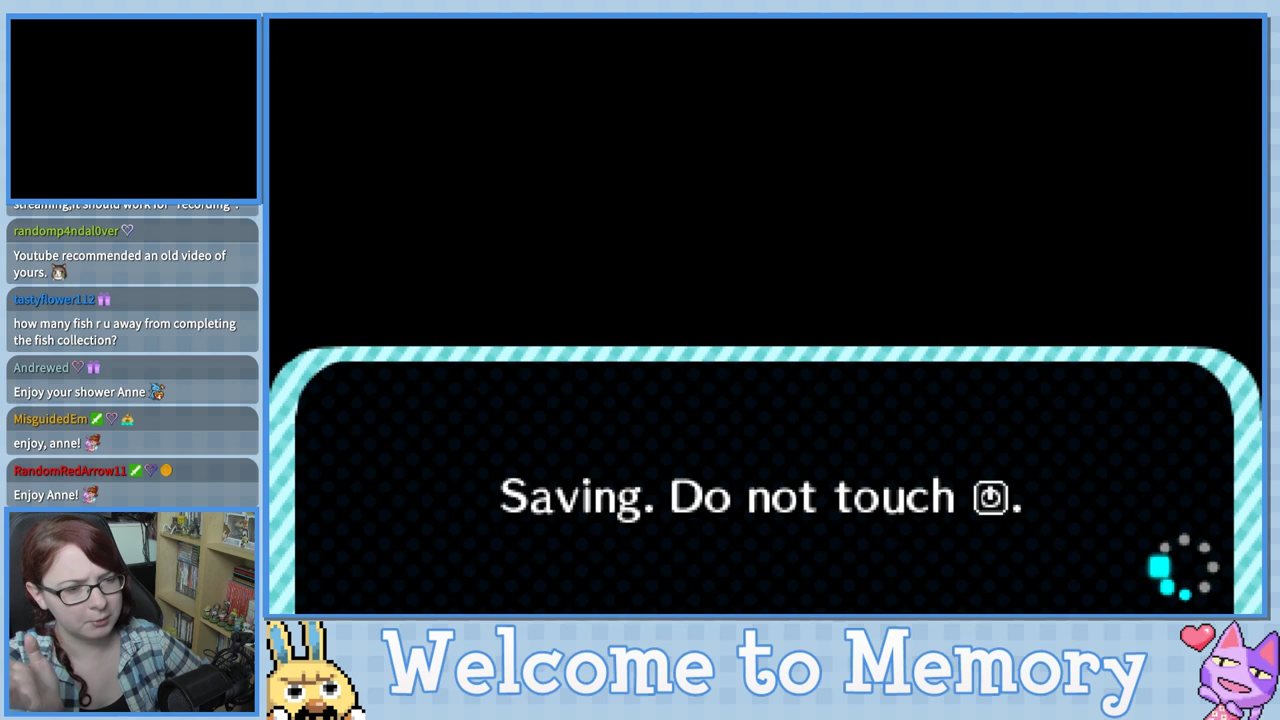 streaming,it should work for "recording".
randomp4ndal0ver
Youtube recommended an old video of
yours.
tastyflower112
how many fish r u away from completing
the fish collection?
Andrewed
Enjoy your shower Anne
MisguidedEm
enjoy, anne!
RandomRedArrow11
Enjoy Anne!
Saving. Do not touch .
Welcome to Memory